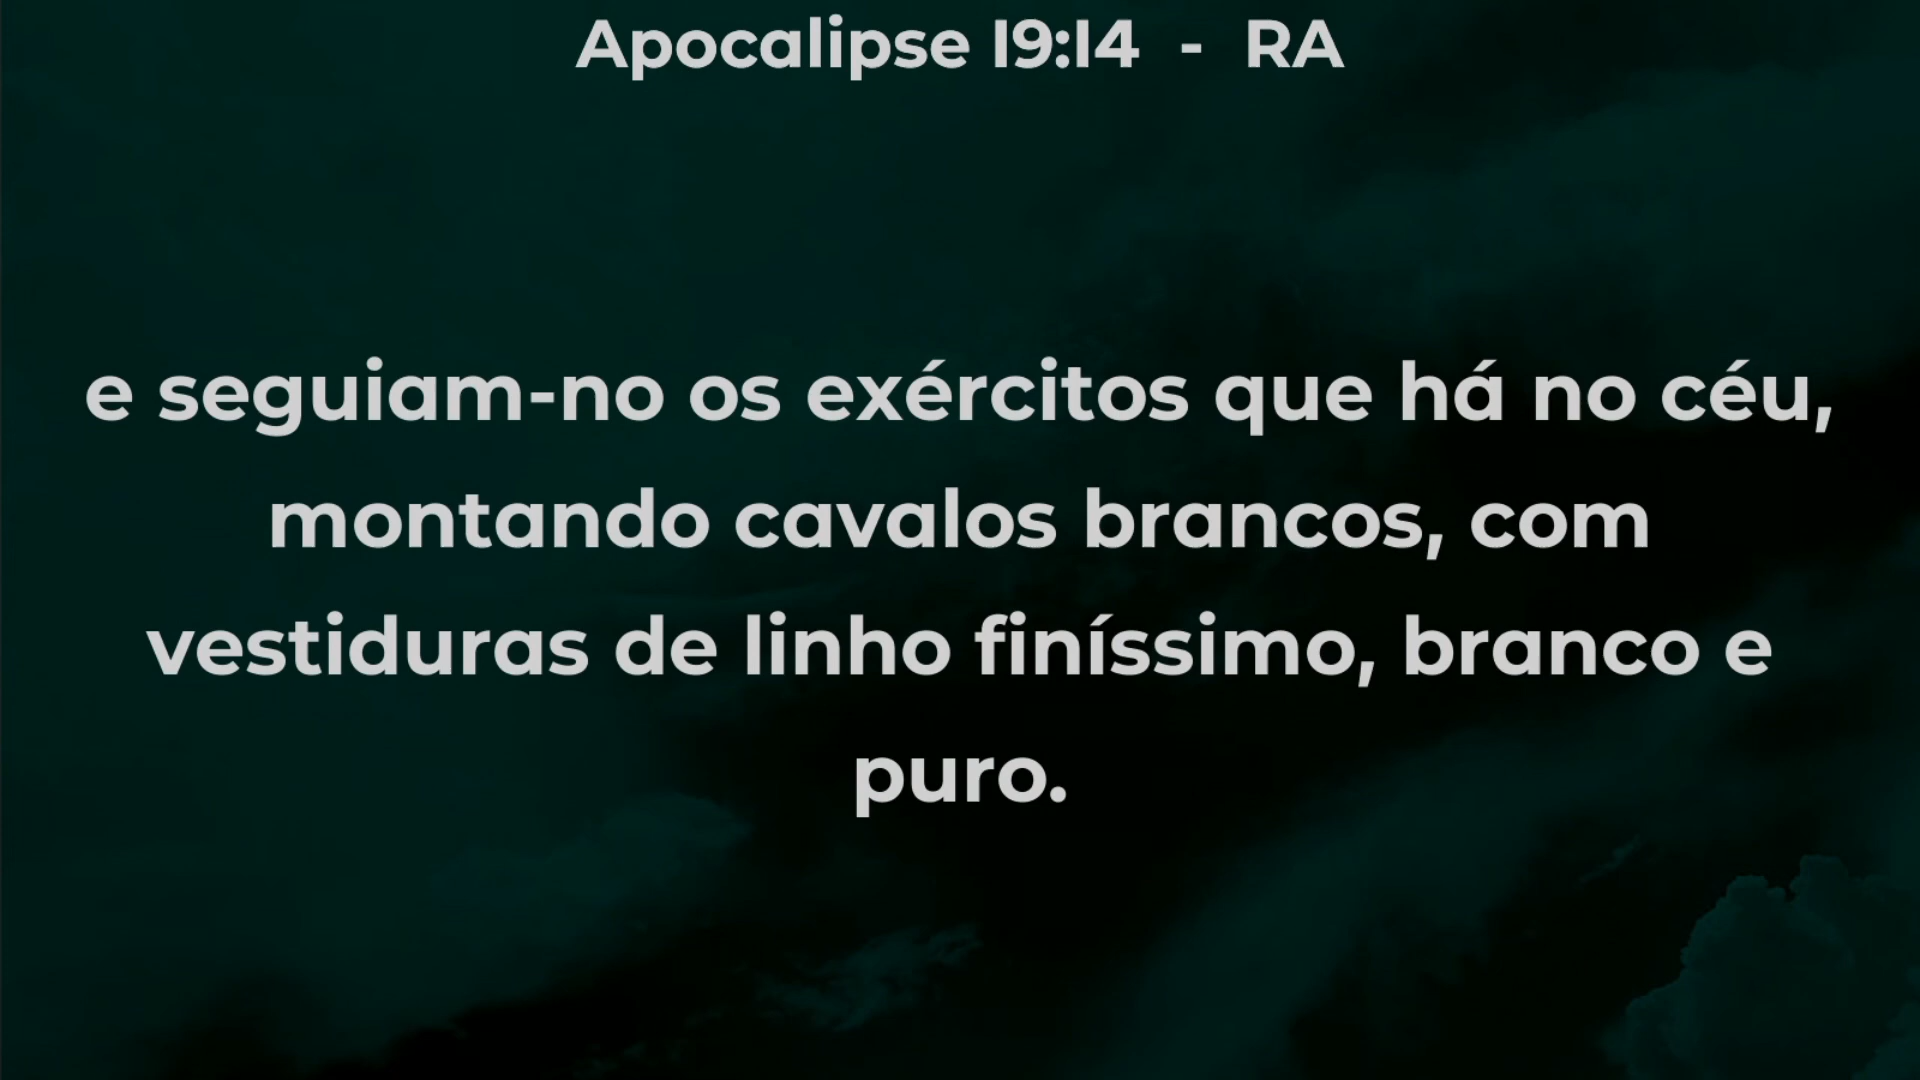 Apocalipse 19:14 - RA
e seguiam-no os exércitos que há no céu,
montando cavalos brancos, com
vestiduras de linho finíssimo, branco e
puro.